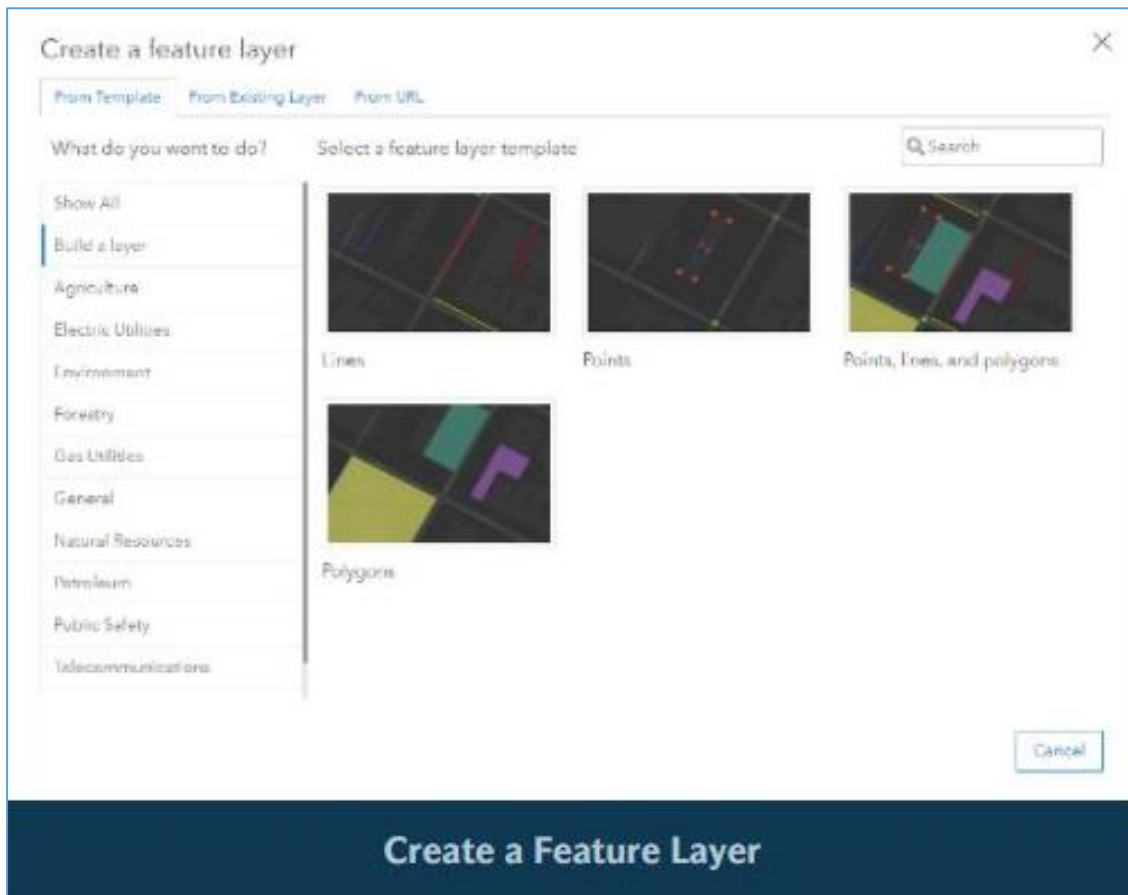 Create a feature layer
From Template From Existing Layer From URL
What do you want to do? Select a feature layer template Search
Show All
Build a layer
Agriculture
Electric Utilities
Environment
Forestry
Gas Utilities
General
Natural Resources
Petroleum
Public Safety
Telecommunications
Lines Points Points, lines, and polygons
Polygons
Cancel
Create a Feature Layer